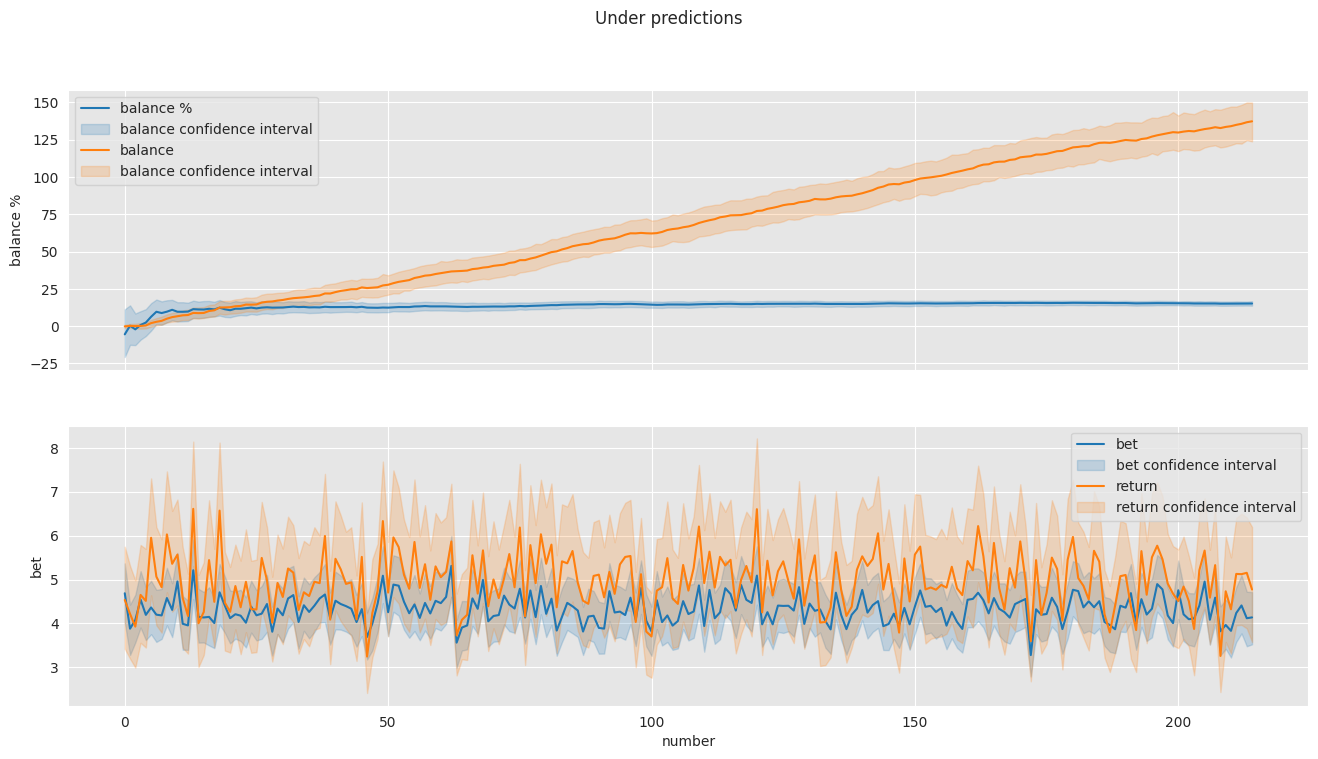 Under predictions
balance %
balance confidence interval
balance
balance confidence interval
balance %
150
125
100
75
50
25
0
−25
bet
bet confidence interval
return
return confidence interval
bet
8
7
6
5
4
3
0
50
100
150
200
number